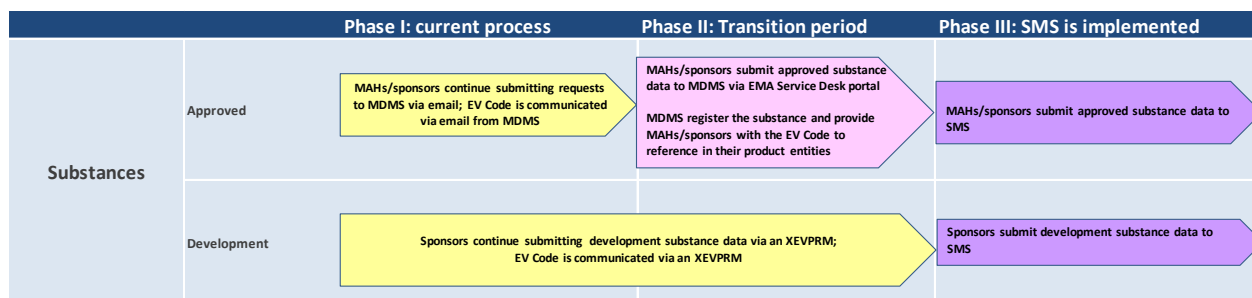 Phase I: current process
Phase II: Transition period
Phase III: SMS is implemented
Substances
Approved
MAHs/sponsors continue submitting requests
to MDMS via email; EV Code is communicated
via email from MDMS
MAHs/sponsors submit approved substance
data to MDMS via EMA Service Desk portal
MDMS register the substance and provide
MAHs/sponsors with the EV Code to
reference in their product entities
MAHs/sponsors submit approved substance data to
SMS
Development
Sponsors continue submitting development substance data via an XEVPRM;
EV Code is communicated via an XEVPRM
Sponsors submit development substance data to
SMS